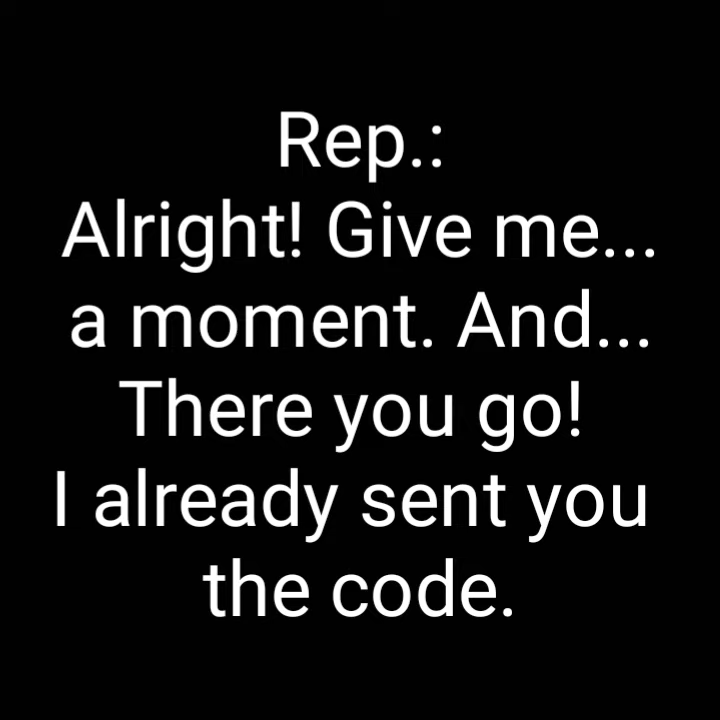 Rep.:
Alright! Give me...
a moment. And...
There you go!
I already sent you
the code.